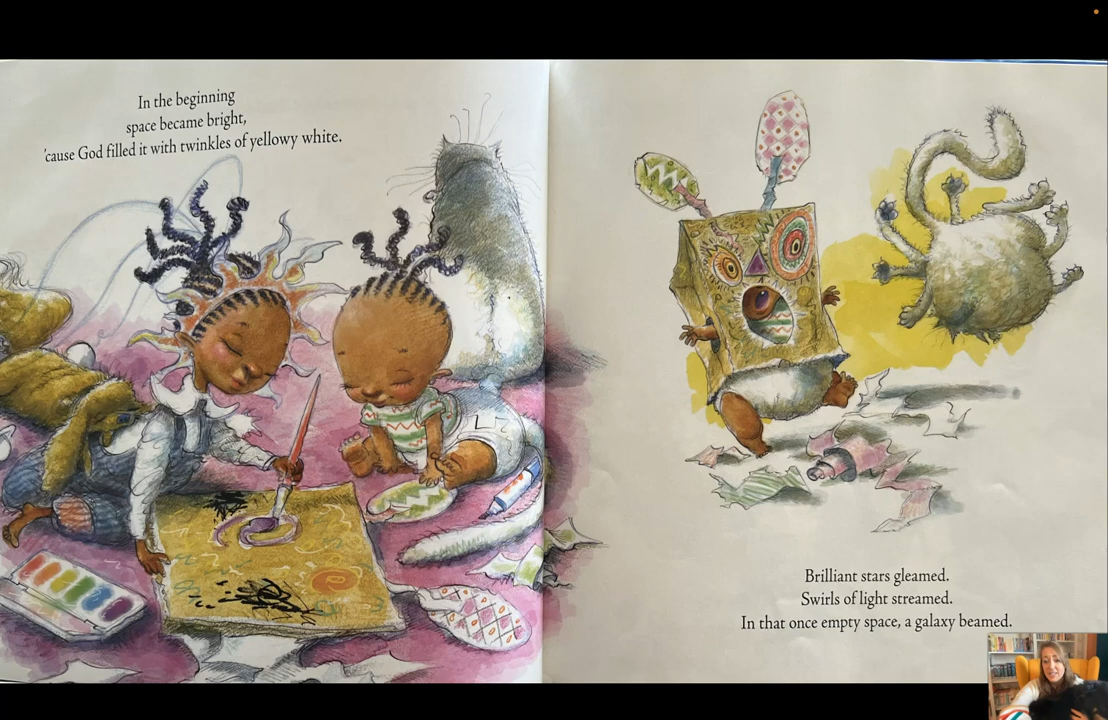 In the beginning
space became bright,
'cause God filled it with twinkles of yellowy white.
Brilliant stars gleamed.
Swirls of light streamed.
In that once empty space, a galaxy beamed.